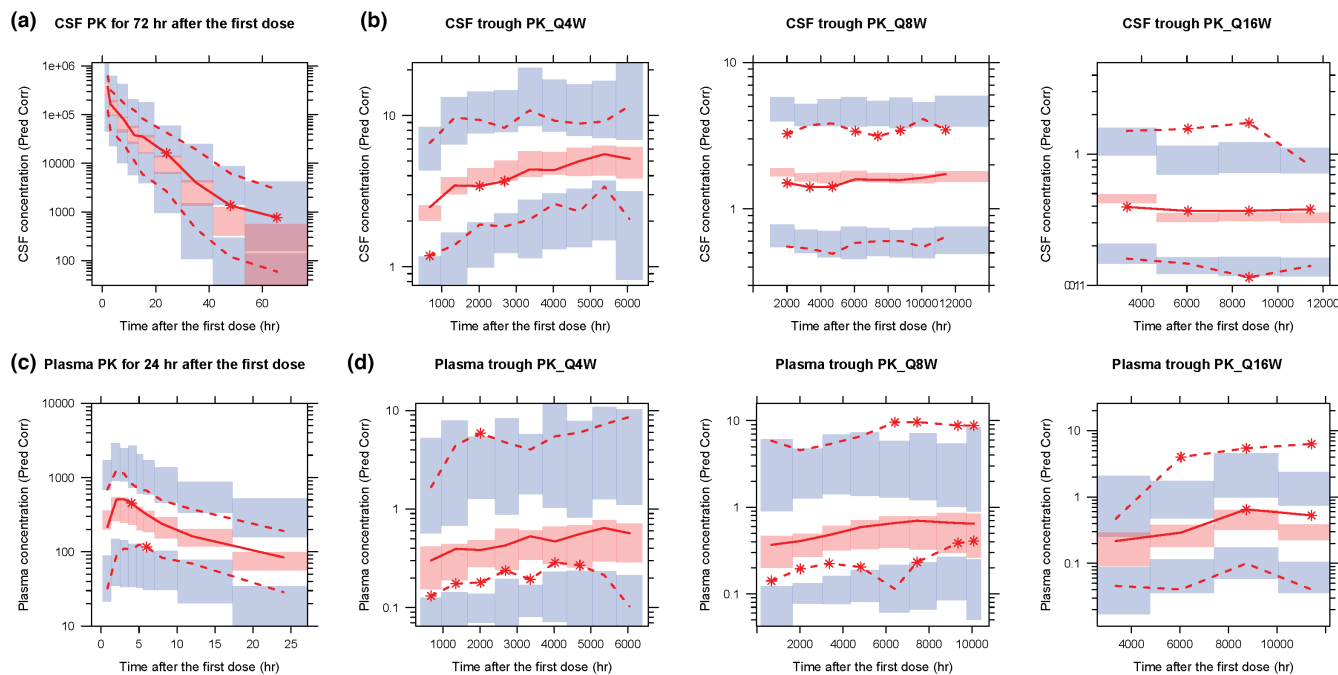 (a) CSF PK for 72 hr after the first dose
CSF concentration (Pred Corr)
1e+06
1e+05
10000
1000
100
0 20 40 60
Time after the first dose (hr)
(b) CSF trough PK_Q4W
CSF concentration (Pred Corr)
10
1
1000 2000 3000 4000 5000 6000
Time after the first dose (hr)
CSF trough PK_Q8W
CSF concentration (Pred Corr)
10
1
2000 4000 6000 8000 10000 12000
Time after the first dose (hr)
CSF trough PK_Q16W
CSF concentration (Pred Corr)
1
4000 6000 8000 10000 12000
Time after the first dose (hr)
(c) Plasma PK for 24 hr after the first dose
Plasma concentration (Pred Corr)
10000
1000
100
10
0 5 10 15 20 25
Time after the first dose (hr)
(d) Plasma trough PK_Q4W
Plasma concentration (Pred Corr)
10
1
0.1
1000 2000 3000 4000 5000 6000
Time after the first dose (hr)
Plasma trough PK_Q8W
Plasma concentration (Pred Corr)
10
1
0.1
0 2000 4000 6000 8000 10000
Time after the first dose (hr)
Plasma trough PK_Q16W
Plasma concentration (Pred Corr)
10
1
0.1
4000 6000 8000 10000
Time after the first dose (hr)